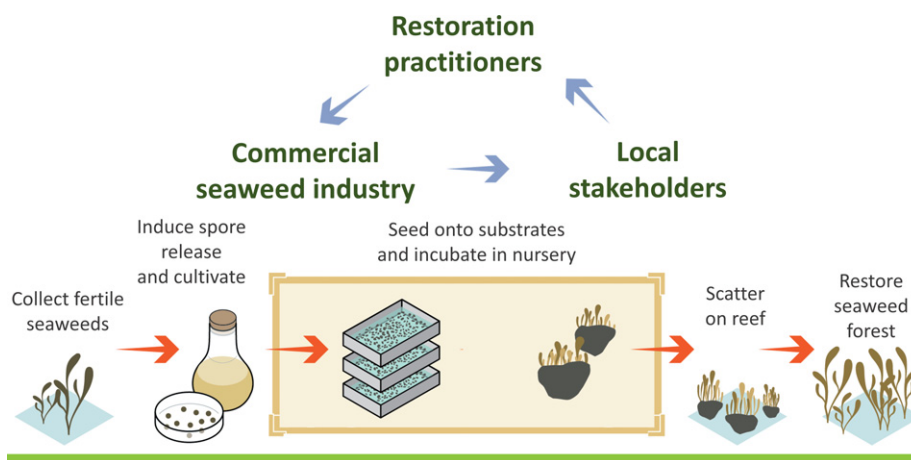 Restoration
practitioners
Commercial
seaweed industry
Local
stakeholders
Induce spore
release
and cultivate
Seed onto substrates
and incubate in nursery
Collect fertile
seaweeds
Scatter
on reef
Restore
seaweed
forest